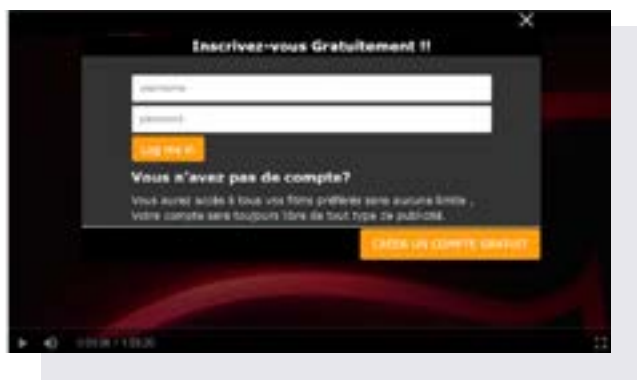 Inscrivez-vous Gratuitement !!
username
password
Log me in
Vous n'avez pas de compte?
Vous aurez accès à tous vos films préférés sans aucune limite ,
Votre compte sera toujours libre de tout type de publicité.
CRÉER UN COMPTE GRATUIT